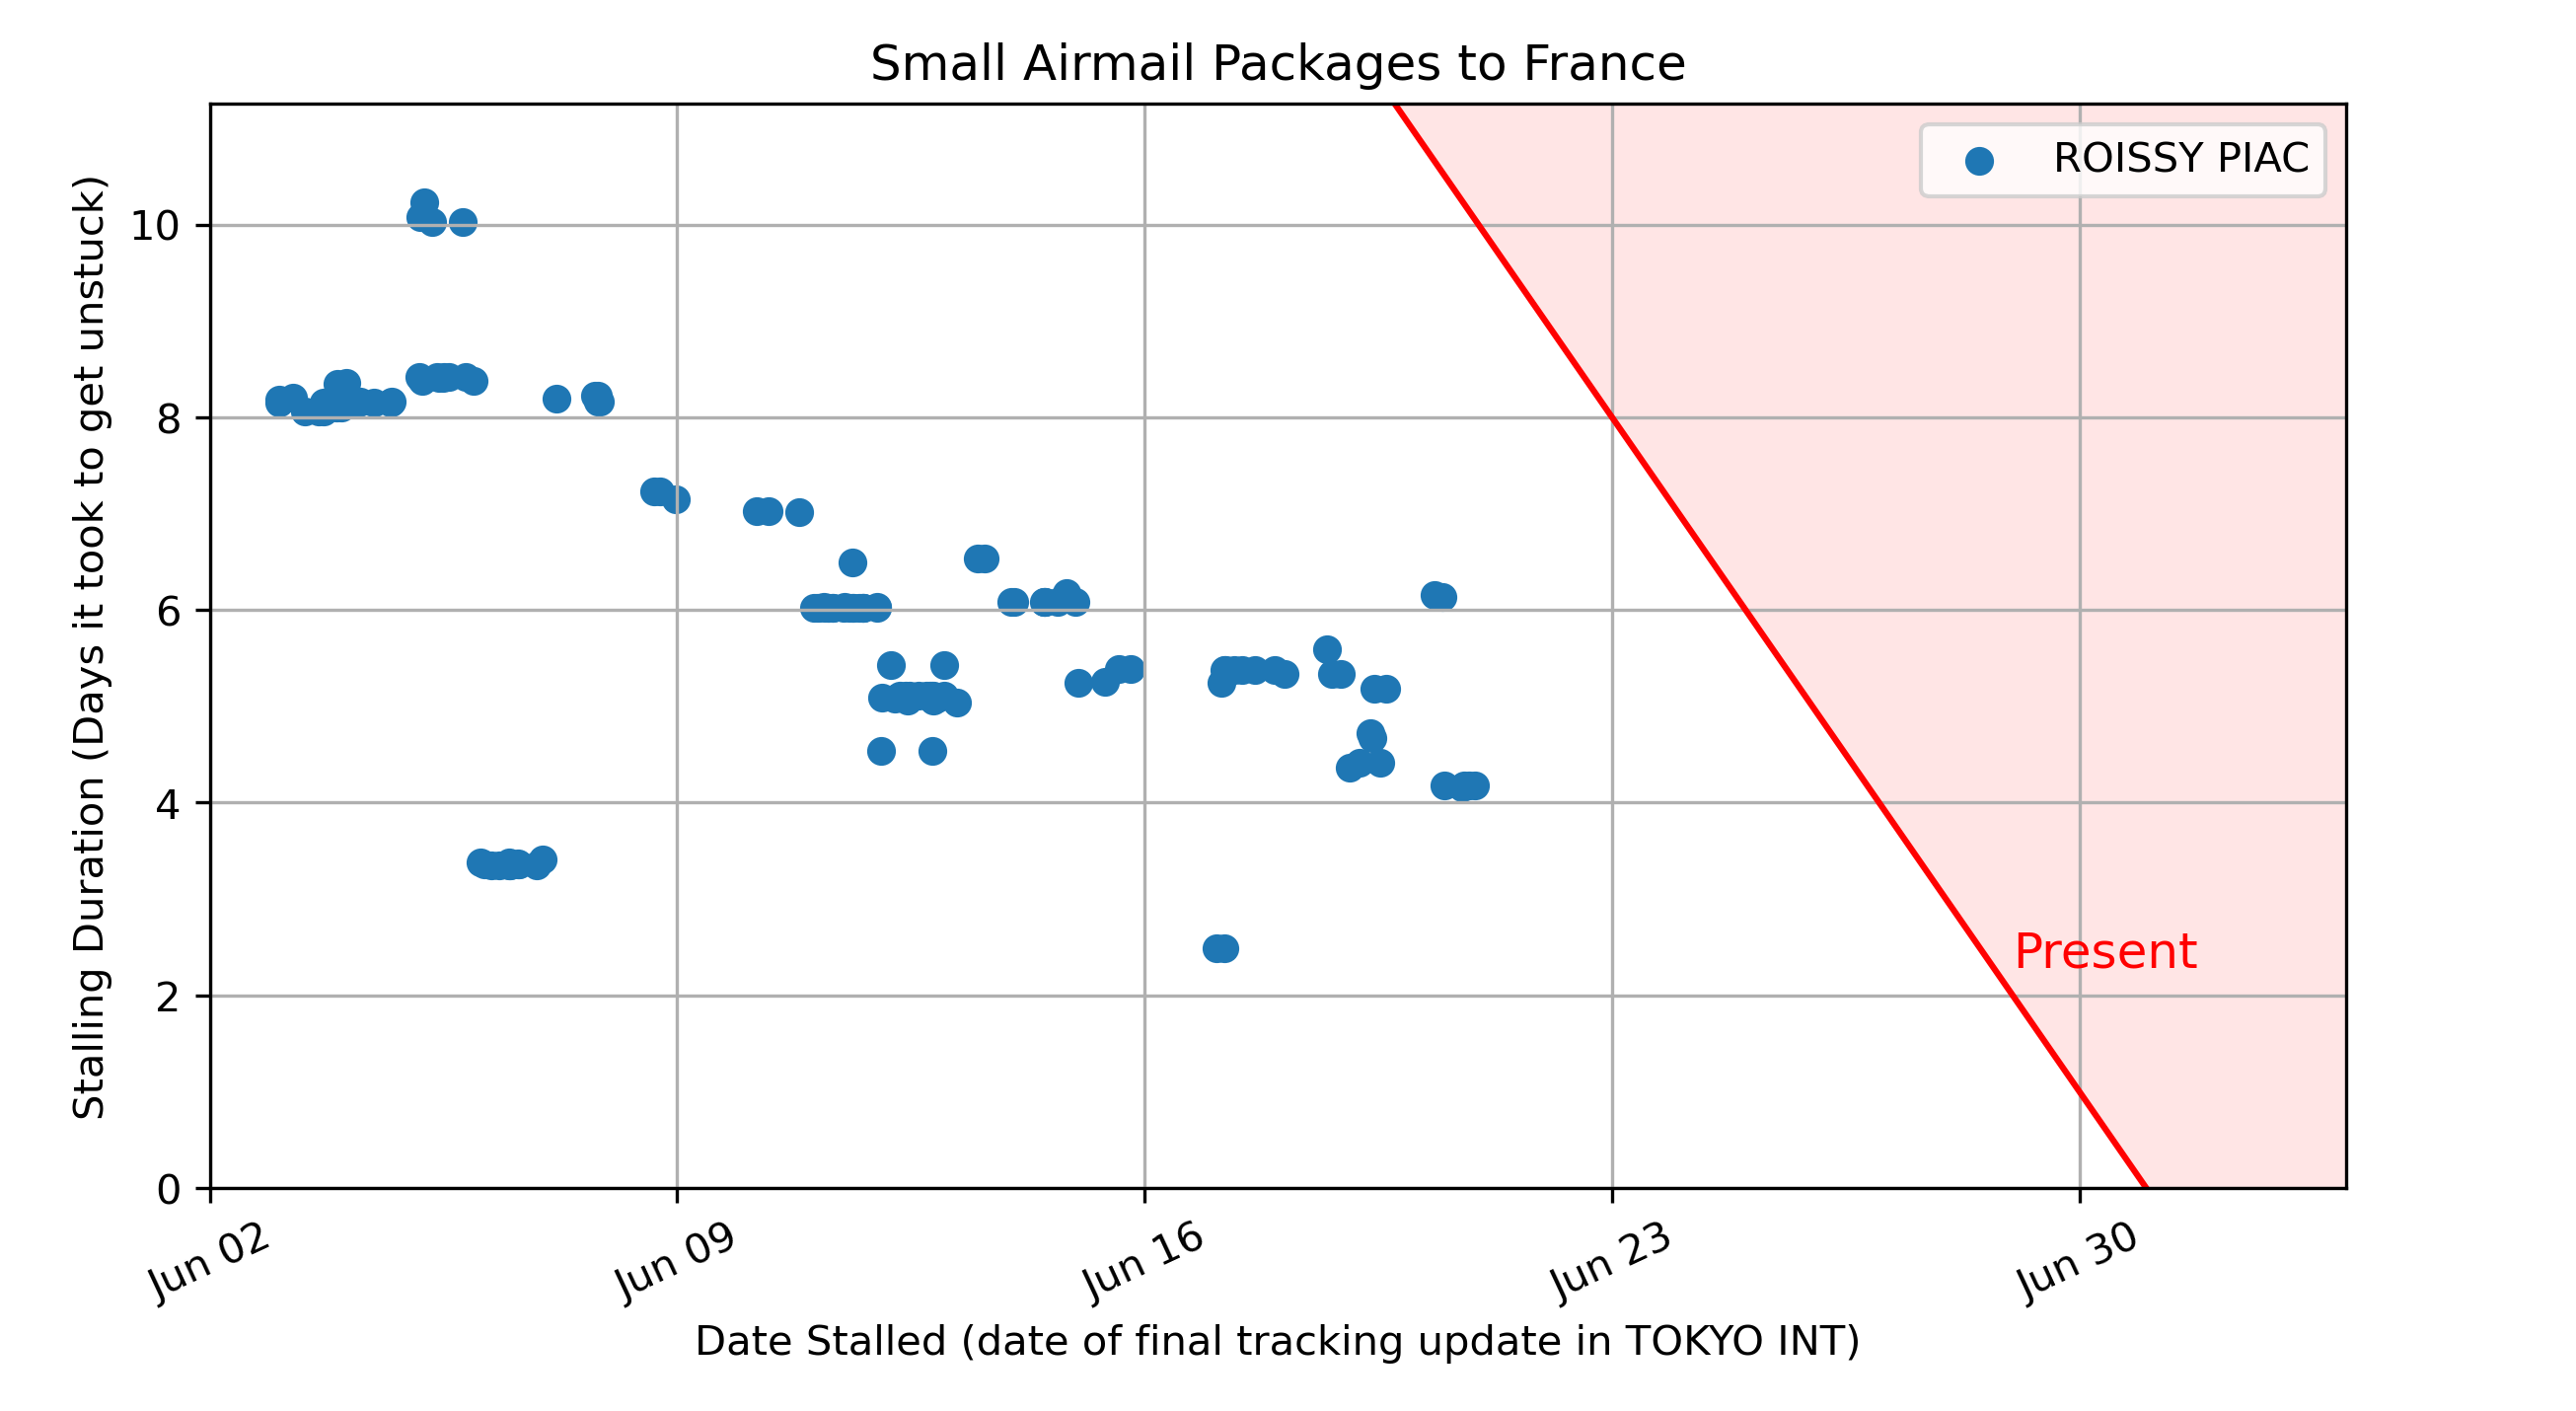 Small Airmail Packages to France
ROISSY PIAC
Stalling Duration (Days it took to get unstuck)
10
8
6
4
2
0
Present
Jun 02
Jun 09
Jun 16
Jun 23
Jun 30
Date Stalled (date of final tracking update in TOKYO INT)